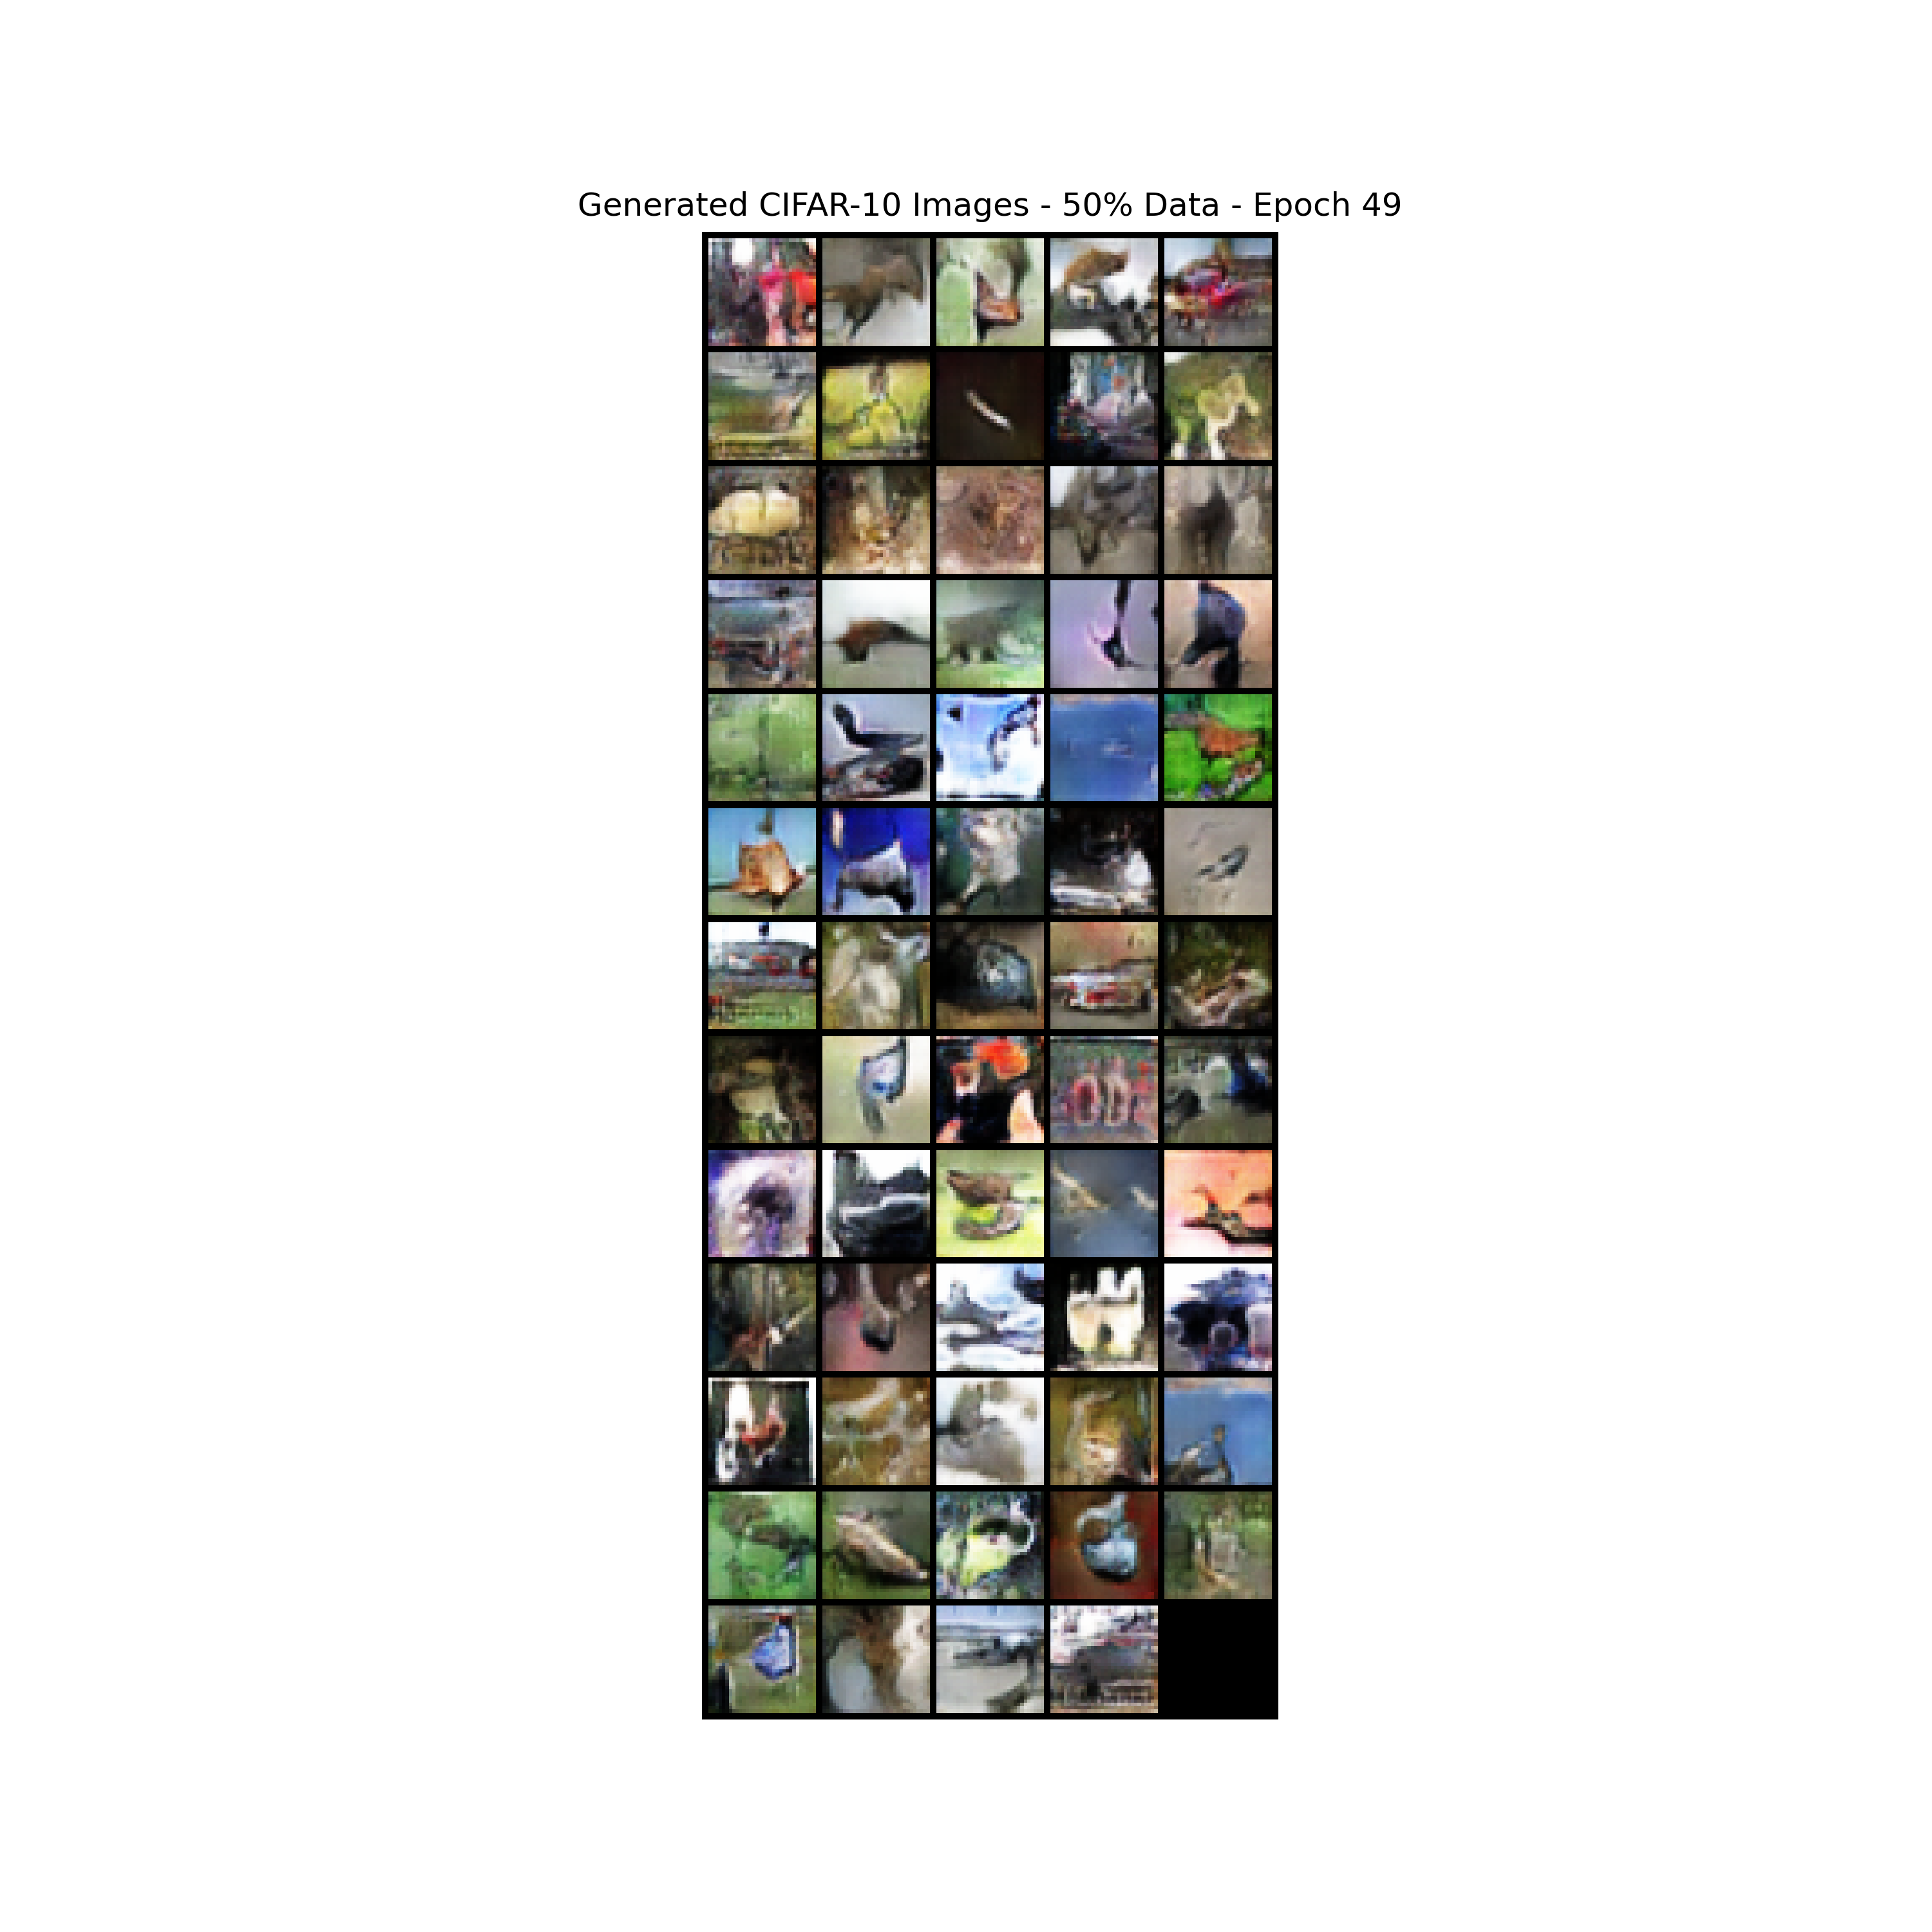 Generated CIFAR-10 Images - 50% Data - Epoch 49